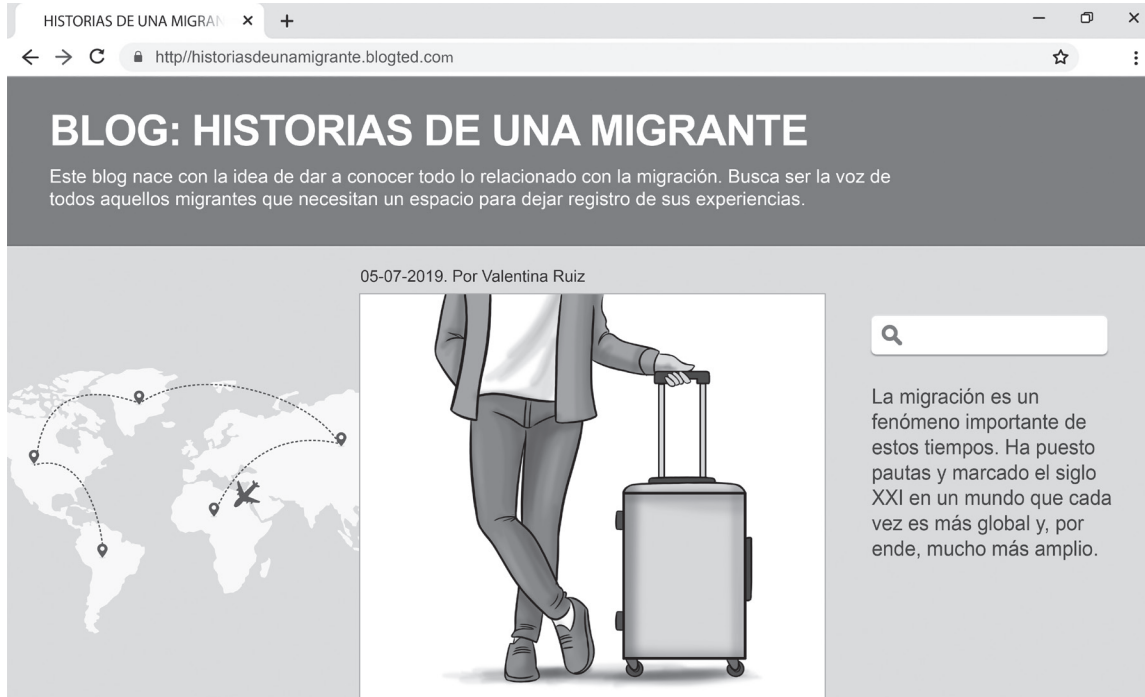 HISTORIAS DE UNA MIGRAN
http//historiasdeunamigrante.blogted.com
BLOG: HISTORIAS DE UNA MIGRANTE
Este blog nace con la idea de dar a conocer todo lo relacionado con la migración. Busca ser la voz de
todos aquellos migrantes que necesitan un espacio para dejar registro de sus experiencias.
05-07-2019. Por Valentina Ruiz
La migración es un
fenómeno importante de
estos tiempos. Ha puesto
pautas y marcado el siglo
XXI en un mundo que cada
vez es más global y, por
ende, mucho más amplio.